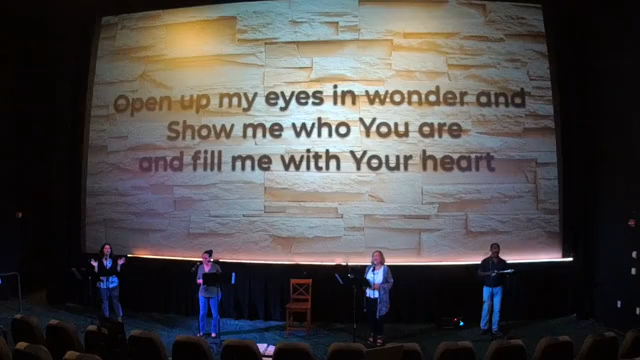 Open up my eyes in wonder and
Show me who You are
and fill me with Your heart